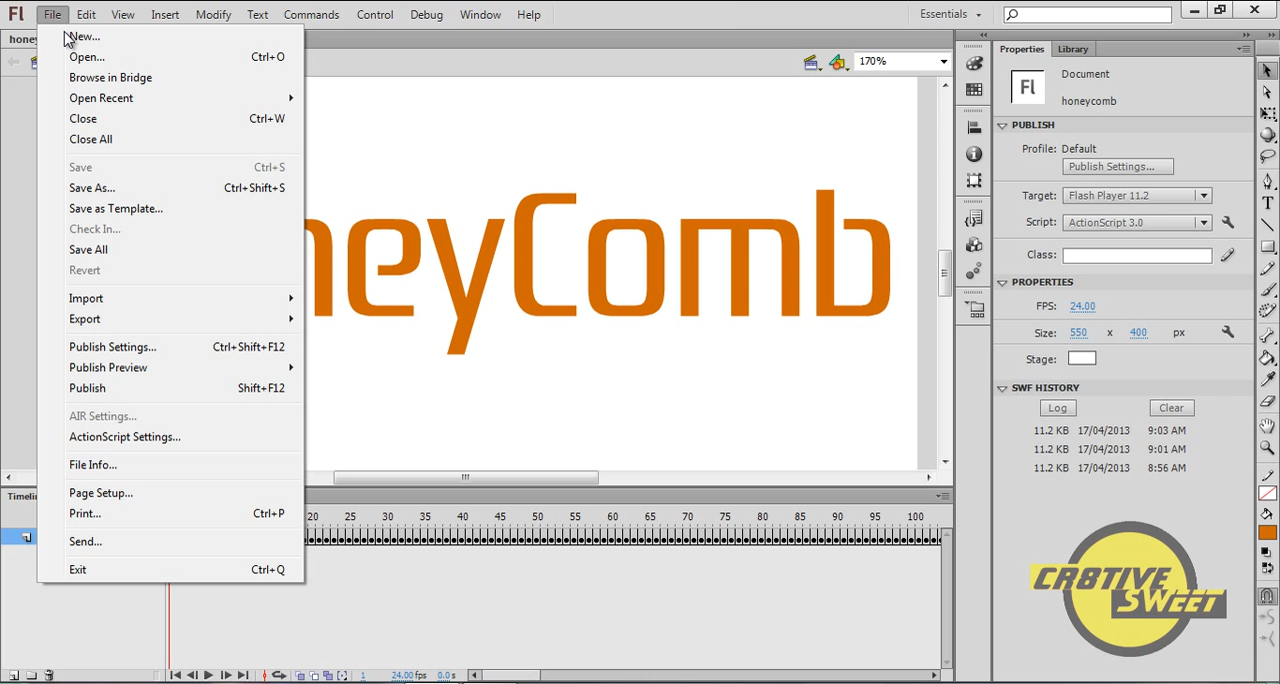 Fl File Edit View Insert Modify Text Commands Control Debug Window Help Essentials
honey
New...
Open... Ctrl+O
Browse in Bridge
Open Recent
Close Ctrl+W
Close All
Save Ctrl+S
Save As... Ctrl+Shift+S
Save as Template...
Check In...
Save All
Revert
Import
Export
Publish Settings... Ctrl+Shift+F12
Publish Preview
Publish Shift+F12
AIR Settings...
ActionScript Settings...
File Info...
Page Setup...
Print... Ctrl+P
Send...
Exit Ctrl+Q
170%
neyComb
Properties Library
Fl
Document
honeycomb
PUBLISH
Profile: Default
Publish Settings...
Target: Flash Player 11.2
Script: ActionScript 3.0
Class:
PROPERTIES
FPS: 24.00
Size: 550 x 400 px
Stage:
SWF HISTORY
Log Clear
11.2 KB 17/04/2013 9:03 AM
11.2 KB 17/04/2013 9:01 AM
11.2 KB 17/04/2013 8:56 AM
Timelin
20 25 30 35 40 45 50 55 60 65 70 75 80 85 90 95 100
1 24.00 fps 0.0 s
CR8TIVE
SWEET